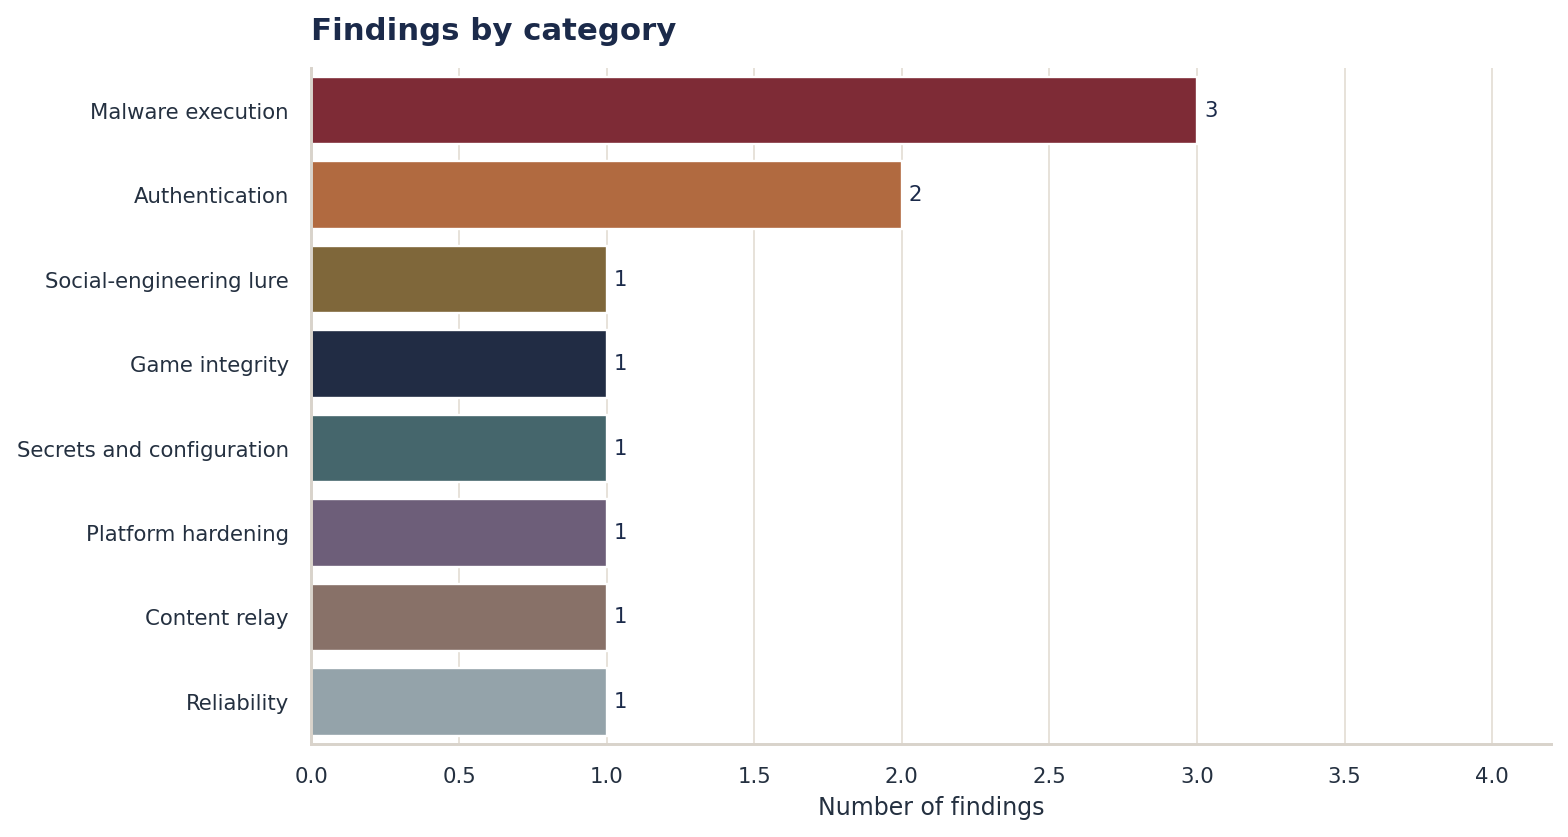 Findings by category
Malware execution 3
Authentication 2
Social-engineering lure 1
Game integrity 1
Secrets and configuration 1
Platform hardening 1
Content relay 1
Reliability 1
0.0 0.5 1.0 1.5 2.0 2.5 3.0 3.5 4.0
Number of findings